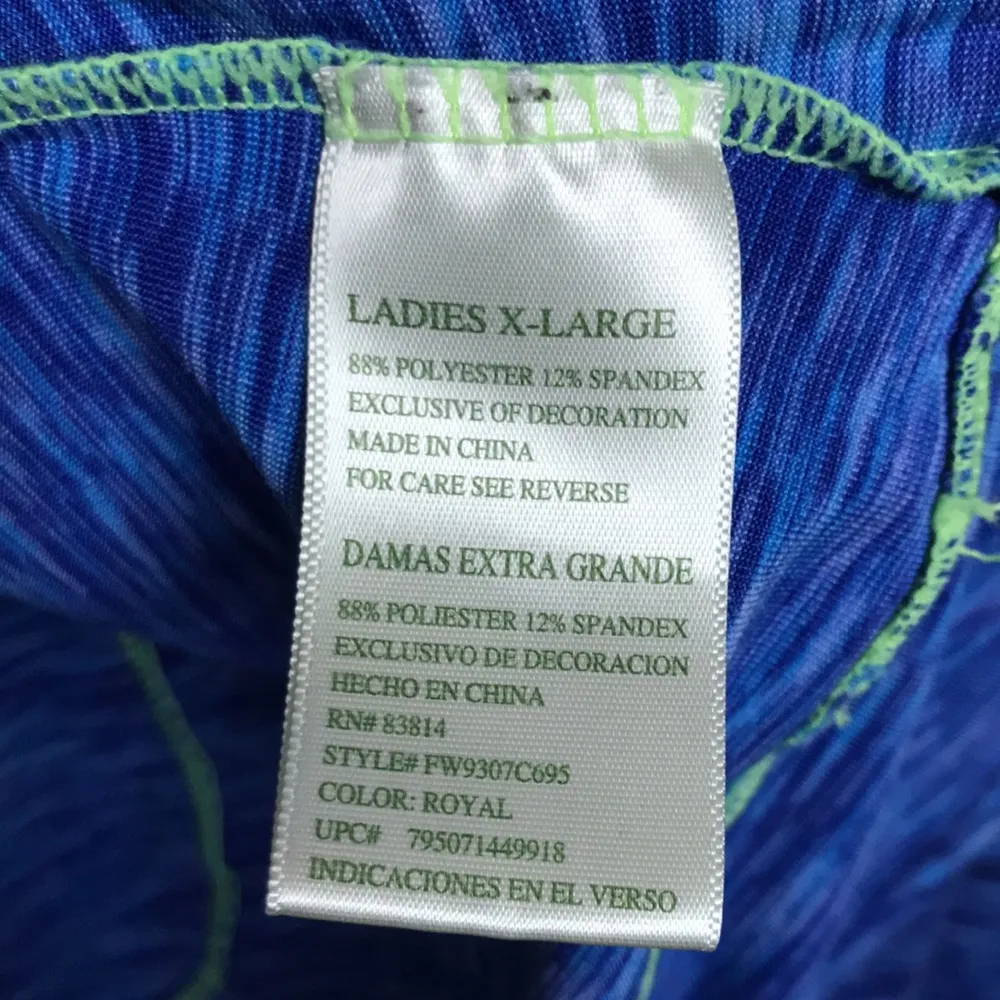 LADIES X-LARGE
88% POLYESTER 12% SPANDEX
EXCLUSIVE OF DECORATION
MADE IN CHINA
FOR CARE SEE REVERSE
DAMAS EXTRA GRANDE
88% POLIESTER 12% SPANDEX
EXCLUSIVO DE DECORACION
HECHO EN CHINA
RN# 83814
STYLE# FW9307C695
COLOR: ROYAL
UPC# 795071449918
INDICACIONES EN EL VERSO